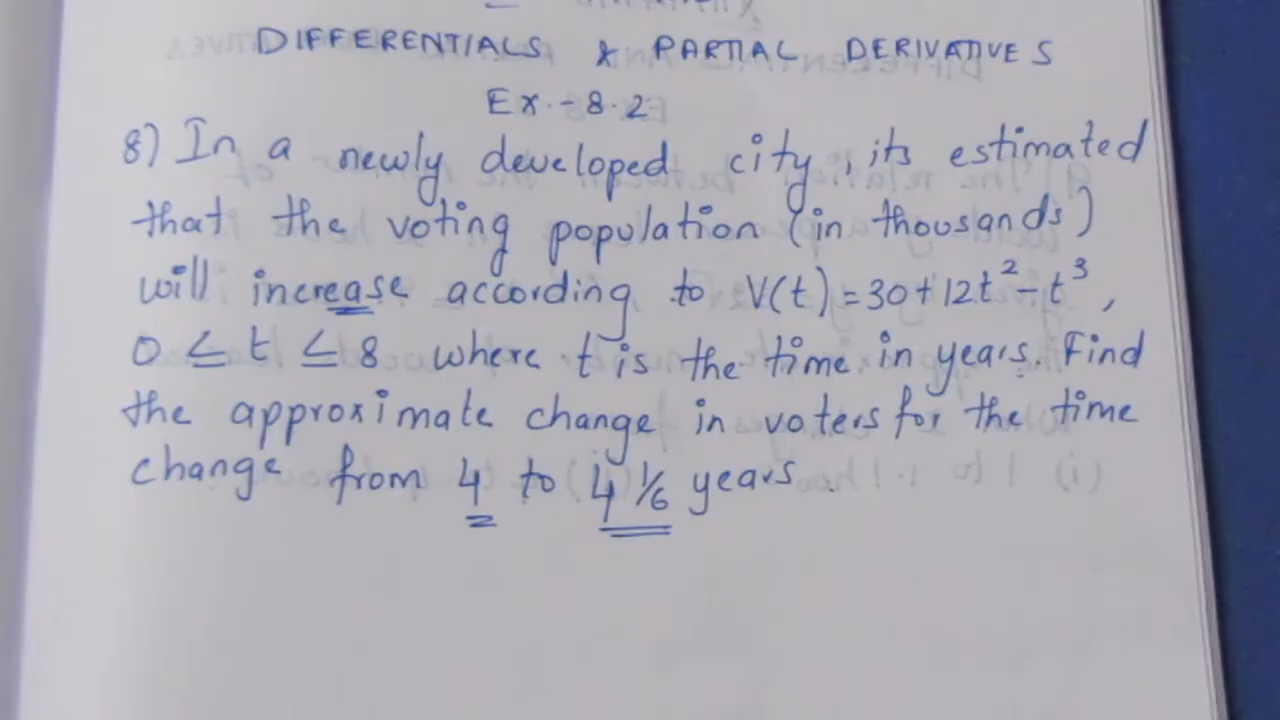 DIFFERENTIALS & PARTIAL DERIVATIVES
Ex.-8.2
8) In a newly developed city, its estimated
that the voting population (in thousands)
will increase according to V(t) = 30 + 12t² - t³,
0 ≤ t ≤ 8 where t is the time in years. Find
the approximate change in voters for the time
change from 4 to 4 1/6 years.